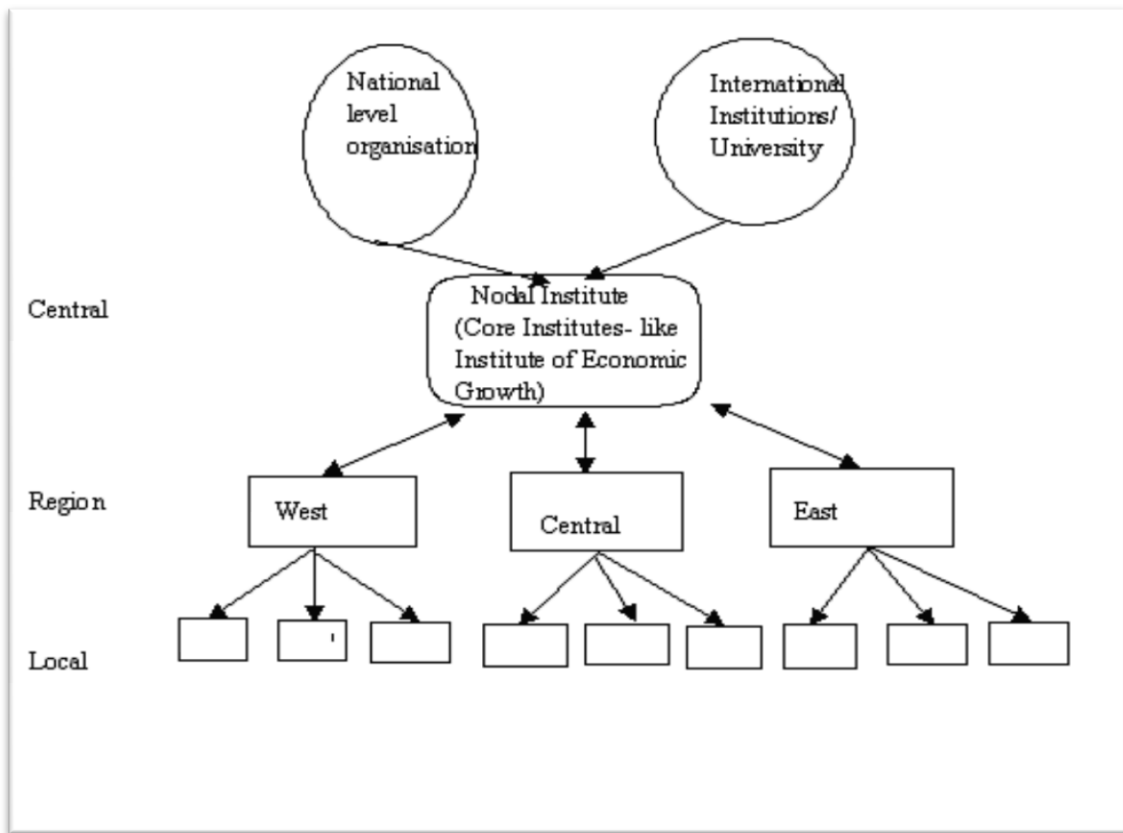 National
level
organisation
International
Institutions/
University
Central
Nodal Institute
(Core Institutes- like
Institute of Economic
Growth)
Region
West
Central
East
Local